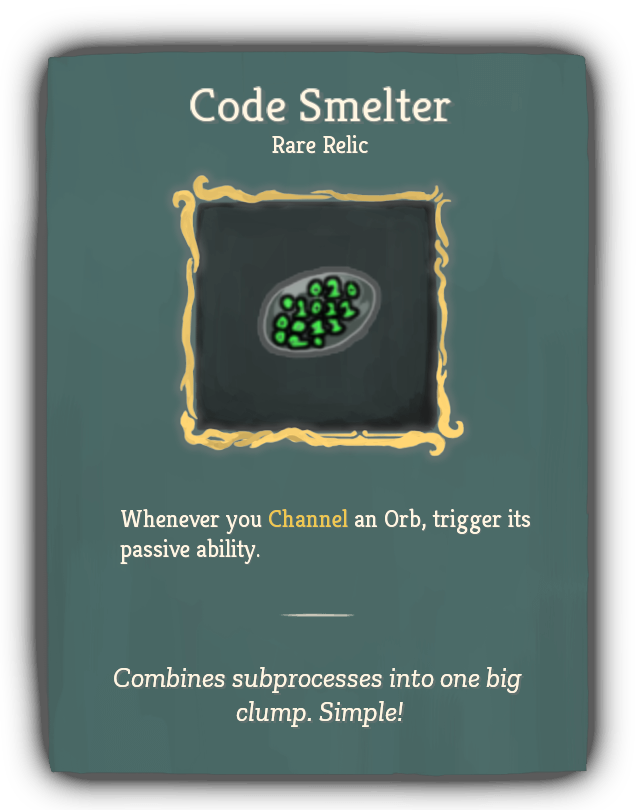 Code Smelter
Rare Relic
Whenever you Channel an Orb, trigger its
passive ability.
Combines subprocesses into one big
clump. Simple!